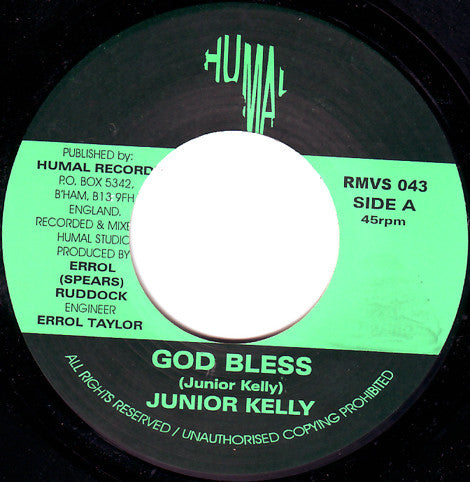 HUMAL
PUBLISHED by:
HUMAL RECORD
P.O. BOX 5342,
B'HAM, B13 9FH
ENGLAND.
RECORDED & MIXE
HUMAL STUDIO
PRODUCED BY
ERROL
(SPEARS)
RUDDOCK
ENGINEER
ERROL TAYLOR
RMVS 043
SIDE A
45rpm
GOD BLESS
(Junior Kelly)
JUNIOR KELLY
ALL RIGHTS RESERVED / UNAUTHORISED COPYING PROHIBITED